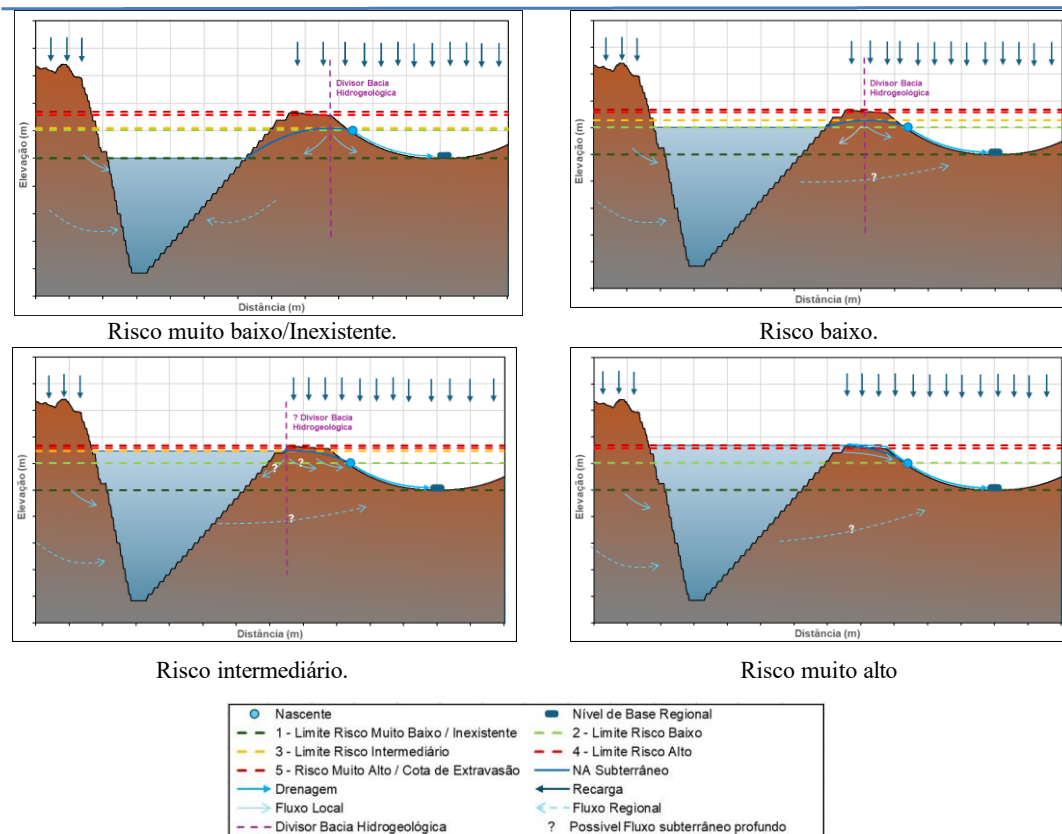 Divisor Bacia
Hidrogeológica
Elevação (m)
Distância (m)
Risco muito baixo/Inexistente.
Divisor Bacia
Hidrogeológica
?
Elevação (m)
Distância (m)
Risco baixo.
? Divisor Bacia
Hidrogeológica
? ?
?
Elevação (m)
Distância (m)
Risco intermediário.
?
Elevação (m)
Distância (m)
Risco muito alto
Nascente
Nível de Base Regional
1 - Limite Risco Muito Baixo / Inexistente
2 - Limite Risco Baixo
3 - Limite Risco Intermediário
4 - Limite Risco Alto
5 - Risco Muito Alto / Cota de Extravasão
NA Subterrâneo
Drenagem
Recarga
Fluxo Local
Fluxo Regional
Divisor Bacia Hidrogeológica
? Possível Fluxo subterrâneo profundo